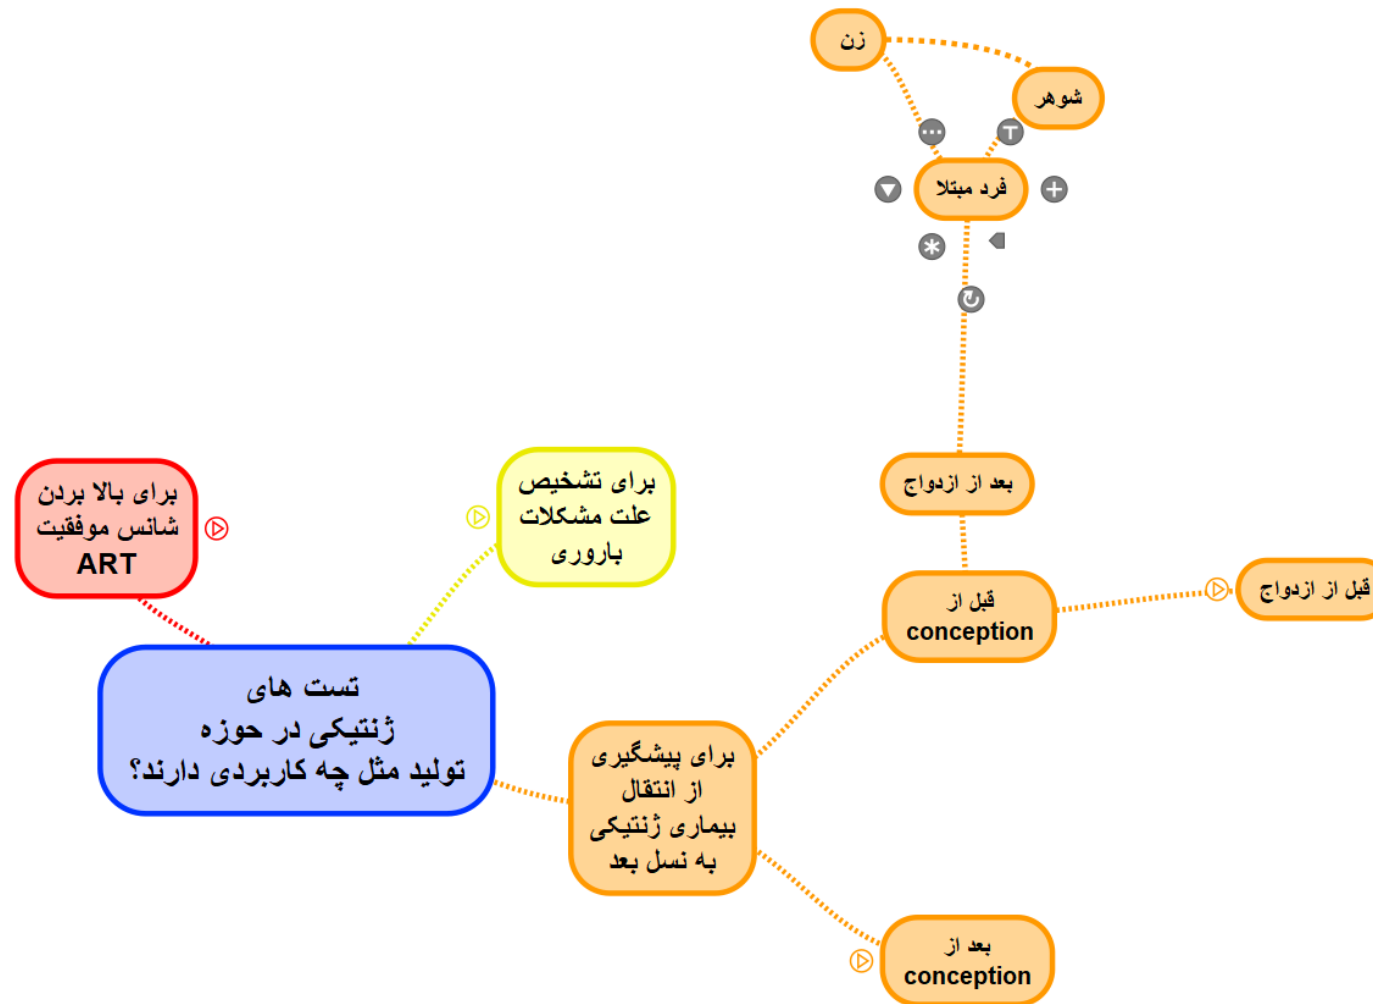 زن
شوهر
فرد مبتلا
بعد از ازدواج
برای بالا بردن
شانس موفقیت
ART
برای تشخیص
علت مشکلات
باروری
قبل از
conception
قبل از ازدواج
تست های
ژنتیکی در حوزه
تولید مثل چه کاربردی دارند؟
برای پیشگیری
از انتقال
بیماری ژنتیکی
به نسل بعد
بعد از
conception